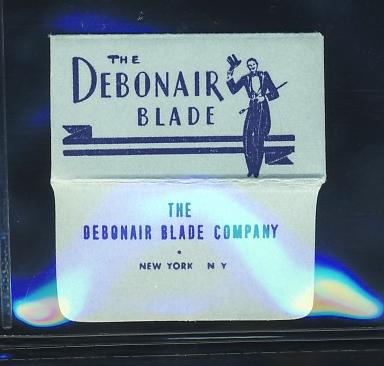 THE
DEBONAIR
BLADE
THE
DEBONAIR BLADE COMPANY
NEW YORK N Y